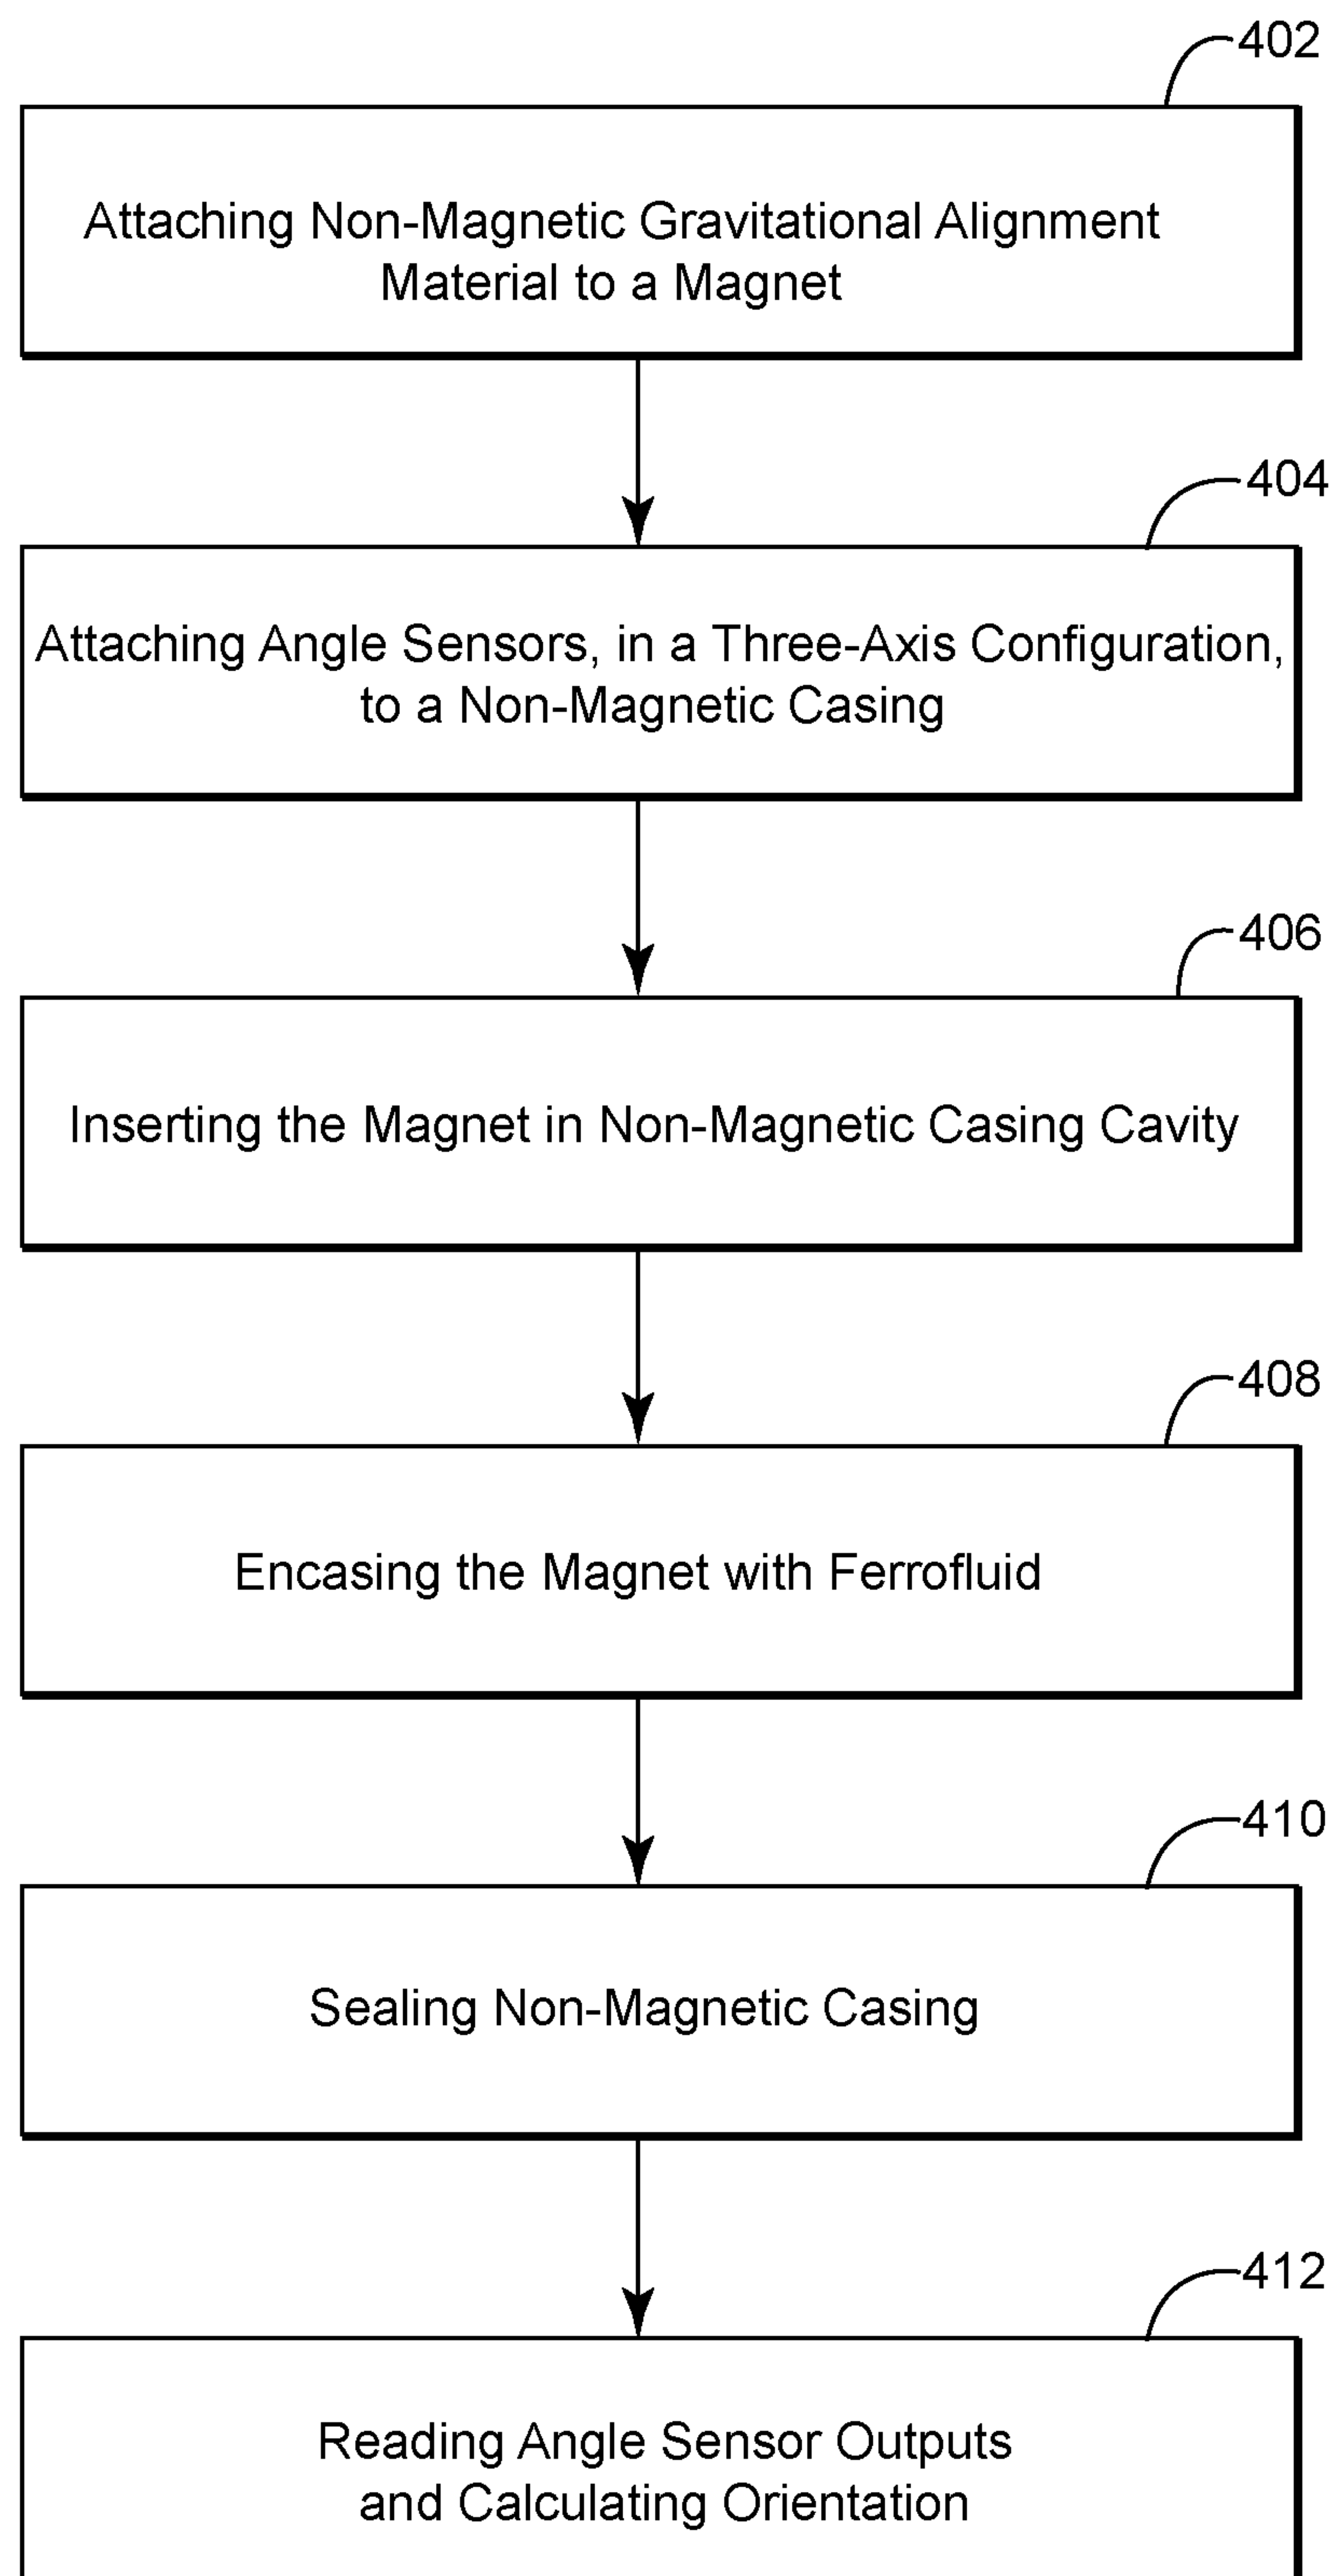 402
Attaching Non-Magnetic Gravitational Alignment
Material to a Magnet
404
Attaching Angle Sensors, in a Three-Axis Configuration,
to a Non-Magnetic Casing
406
Inserting the Magnet in Non-Magnetic Casing Cavity
408
Encasing the Magnet with Ferrofluid
410
Sealing Non-Magnetic Casing
412
Reading Angle Sensor Outputs
and Calculating Orientation